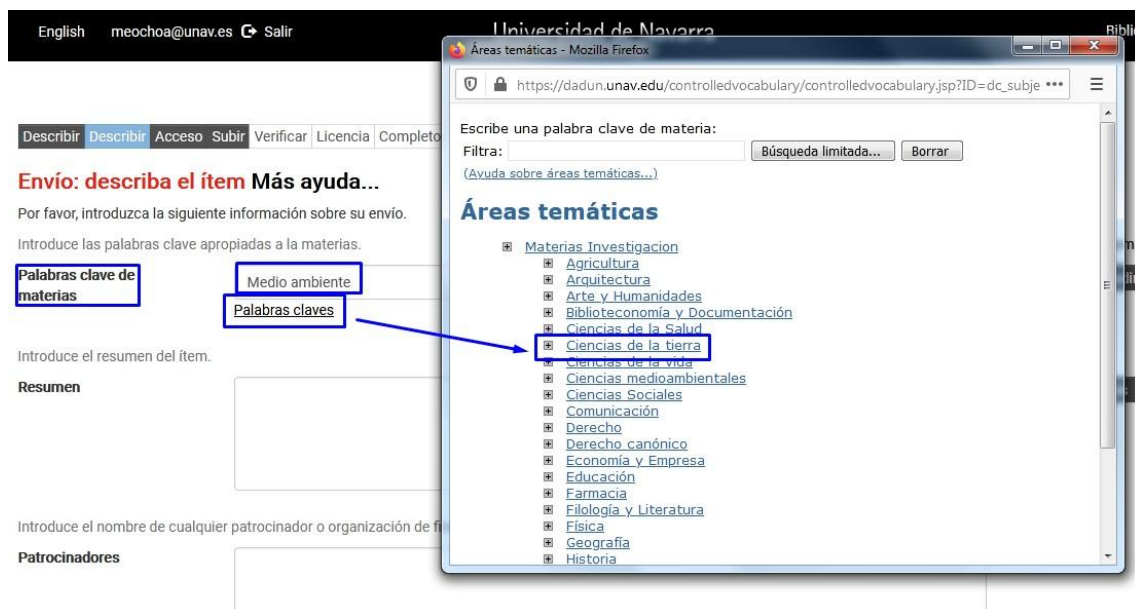 English meochoa@unav.es Salir
Universidad de Navarra
Describir Describir Acceso Subir Verificar Licencia Completo
Envío: describa el ítem Más ayuda...
Por favor, introduzca la siguiente información sobre su envío.
Introduce las palabras clave apropiadas a la materias.
Palabras clave de
materias
Medio ambiente
Palabras claves
Introduce el resumen del ítem.
Resumen
Introduce el nombre de cualquier patrocinador o organización de
Patrocinadores
Áreas temáticas - Mozilla Firefox
https://dadun.unav.edu/controlledvocabulary/controlledvocabulary.jsp?ID=dc_subje
Escribe una palabra clave de materia:
Filtra: Búsqueda limitada... Borrar
(Ayuda sobre áreas temáticas...)
Áreas temáticas
Materias Investigacion
Agricultura
Arquitectura
Arte y Humanidades
Biblioteconomía y Documentación
Ciencias de la Salud
Ciencias de la tierra
Ciencias de la vida
Ciencias medioambientales
Ciencias Sociales
Comunicación
Derecho
Derecho canónico
Economía y Empresa
Educación
Farmacia
Filología y Literatura
Física
Geografía
Historia